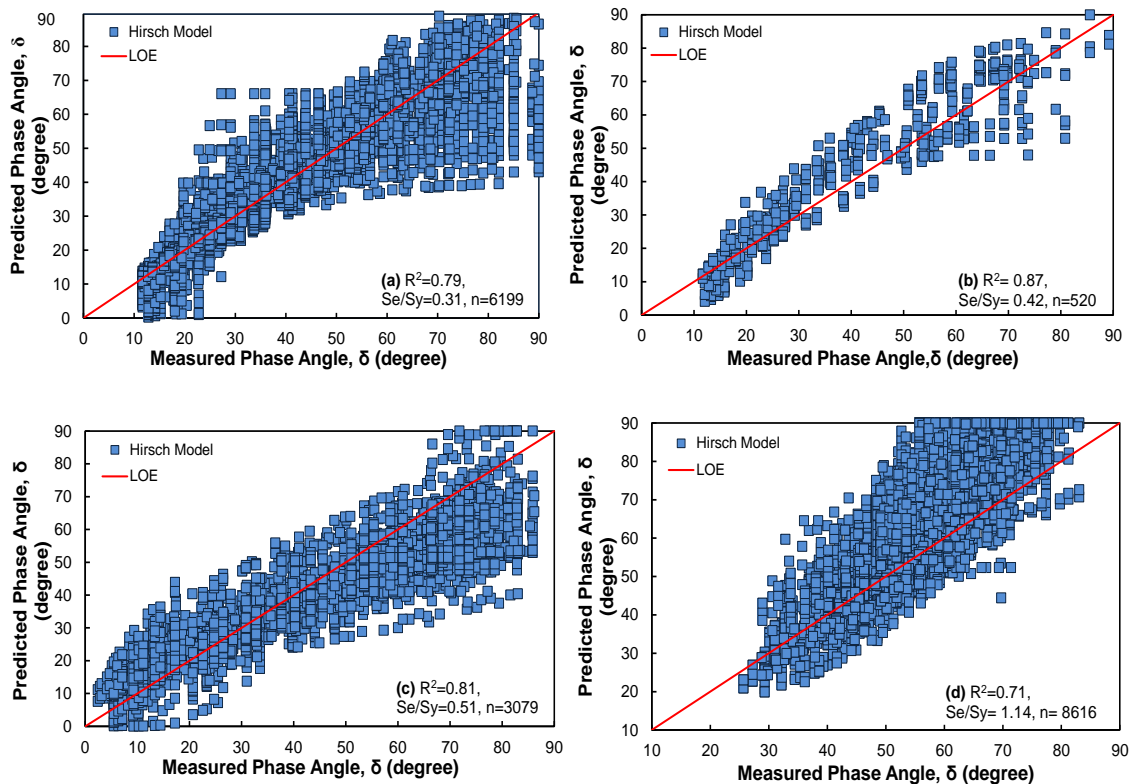 90
80
70
60
50
40
30
20
10
0
Predicted Phase Angle, δ
(degree)
Hirsch Model
LOE
(a) R²=0.79,
Se/Sy=0.31, n=6199
0 10 20 30 40 50 60 70 80 90
Measured Phase Angle, δ (degree)
90
80
70
60
50
40
30
20
10
0
Predicted Phase Angle, δ
(degree)
Hirsch Model
LOE
(b) R²= 0.87,
Se/Sy= 0.42, n=520
0 10 20 30 40 50 60 70 80 90
Measured Phase Angle,δ (degree)
90
80
70
60
50
40
30
20
10
0
Predicted Phase Angle, δ
(degree)
Hirsch Model
LOE
(c) R²=0.81,
Se/Sy=0.51, n=3079
0 10 20 30 40 50 60 70 80 90
Measured Phase Angle, δ (degree)
90
80
70
60
50
40
30
20
10
Predicted Phase Angle, δ
(degree)
Hirsch Model
LOE
(d) R²=0.71,
Se/Sy= 1.14, n= 8616
10 20 30 40 50 60 70 80 90
Measured Phase Angle, δ (degree)